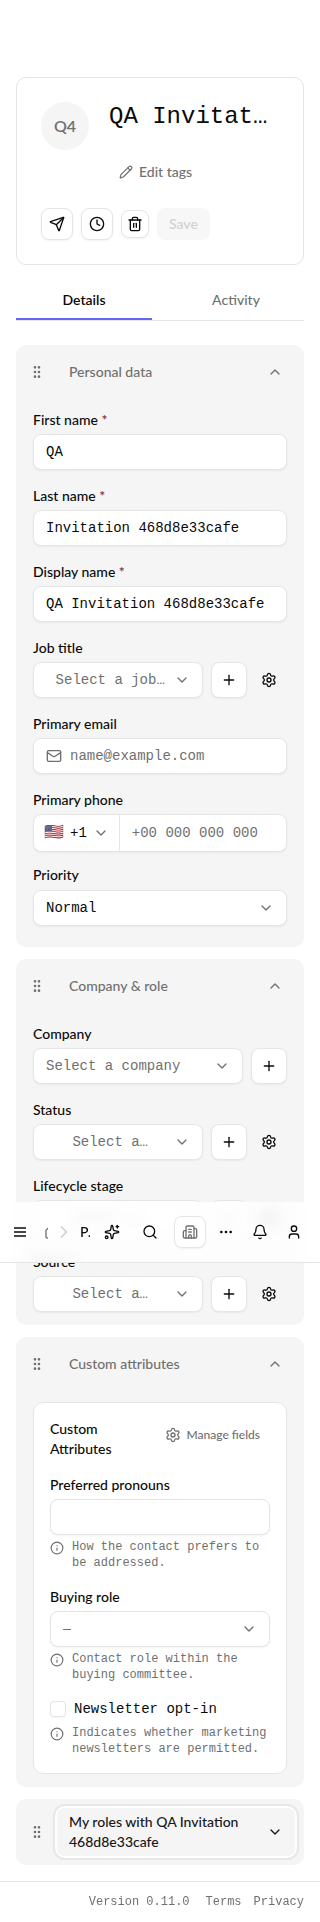 Q4
QA Invitat…
Edit tags
Save
Details
Activity
Personal data
First name *
QA
Last name *
Invitation 468d8e33cafe
Display name *
QA Invitation 468d8e33cafe
Job title
Select a job…
Primary email
name@example.com
Primary phone
+1
+00 000 000 000
Priority
Normal
Company & role
Company
Select a company
Status
Select a…
Lifecycle stage
P.
Source
Select a…
Custom attributes
Custom
Attributes
Manage fields
Preferred pronouns
How the contact prefers to
be addressed.
Buying role
—
Contact role within the
buying committee.
Newsletter opt-in
Indicates whether marketing
newsletters are permitted.
My roles with QA Invitation
468d8e33cafe
Version 0.11.0
Terms
Privacy